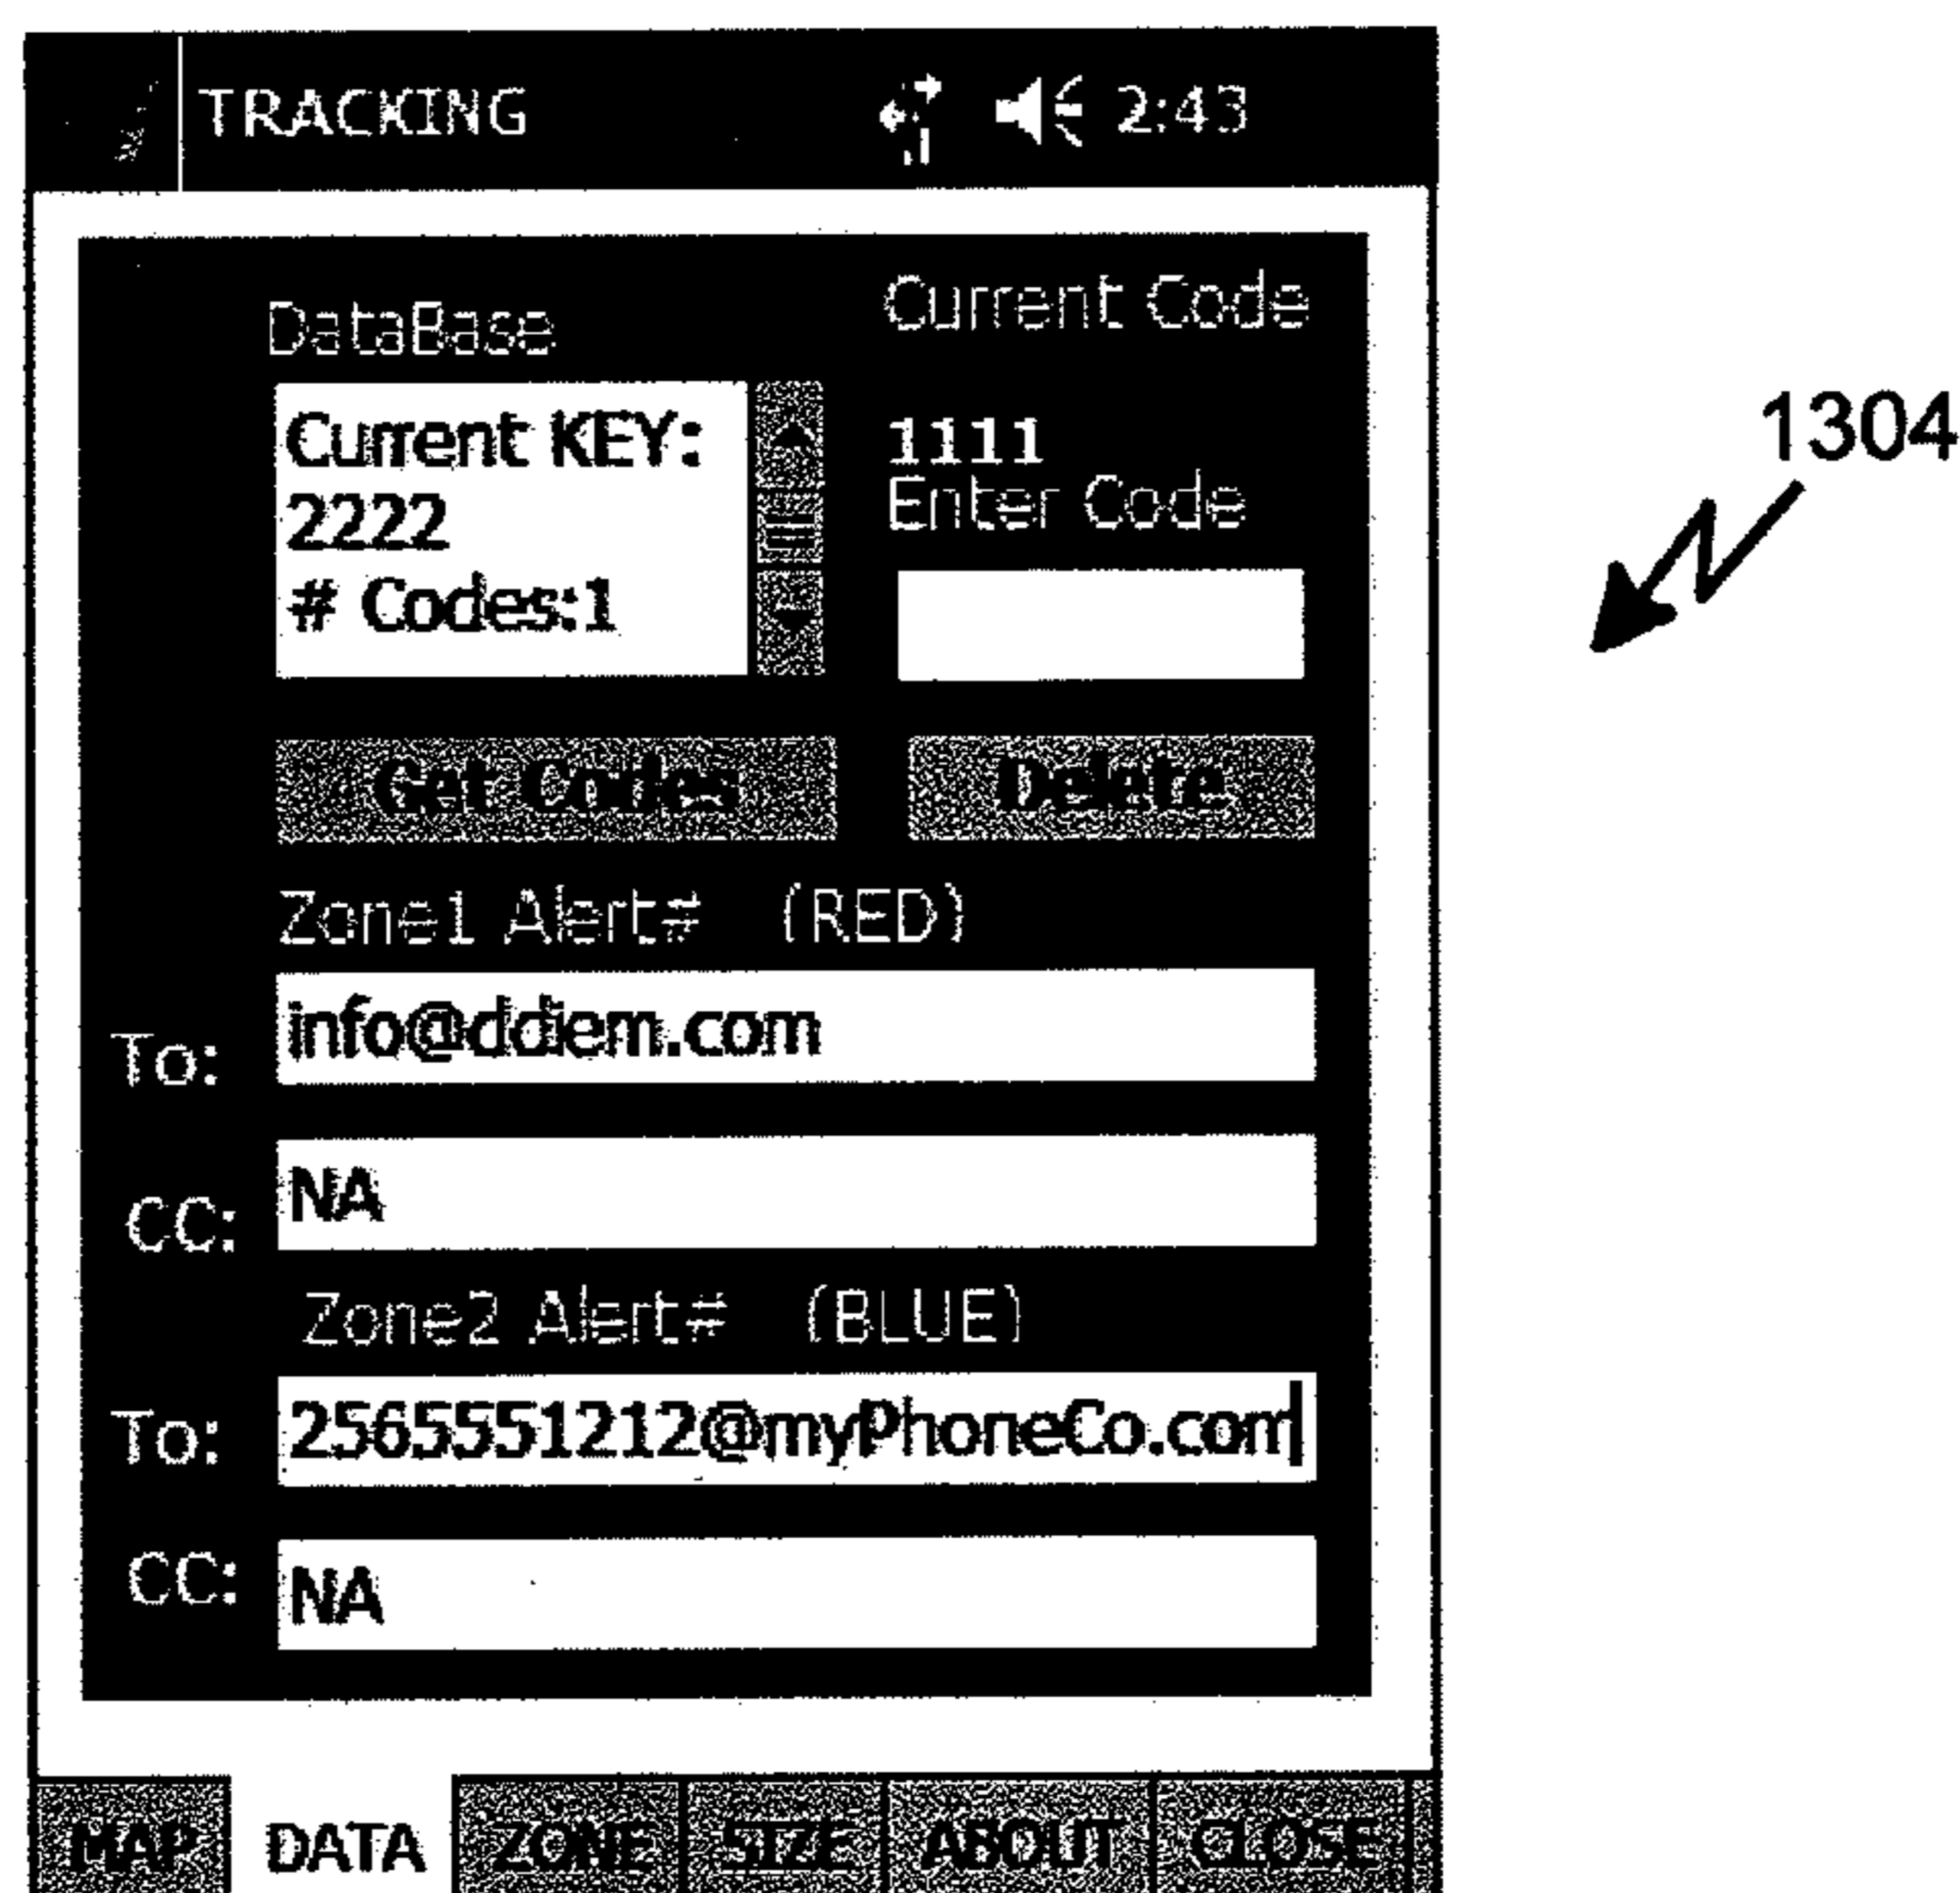 TRACKING 2:43
DataBase
Current Code
Current KEY:
2222
# Codes:1
1111
Enter Code
Get Codes Delete
Zone1 Alert# (RED)
To: info@ddiem.com
CC: NA
Zone2 Alert# (BLUE)
To: 2565551212@myPhoneCo.com
CC: NA
MAP DATA ZONE SIZE ABOUT CLOSE
1304